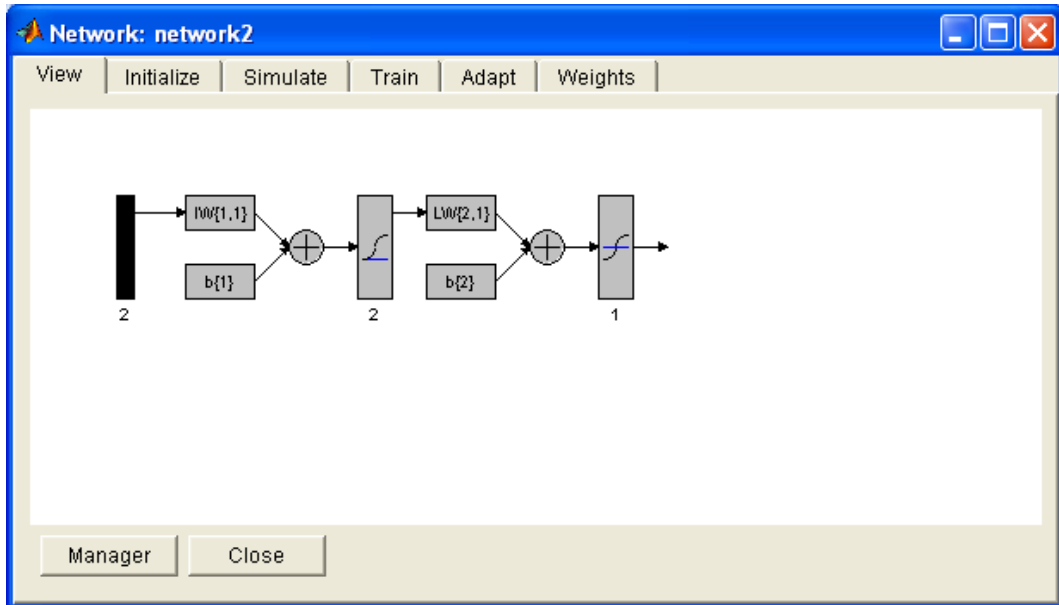 Network: network2
View Initialize Simulate Train Adapt Weights
IW{1,1} LW{2,1}
b{1} b{2}
2 2 1
Manager Close